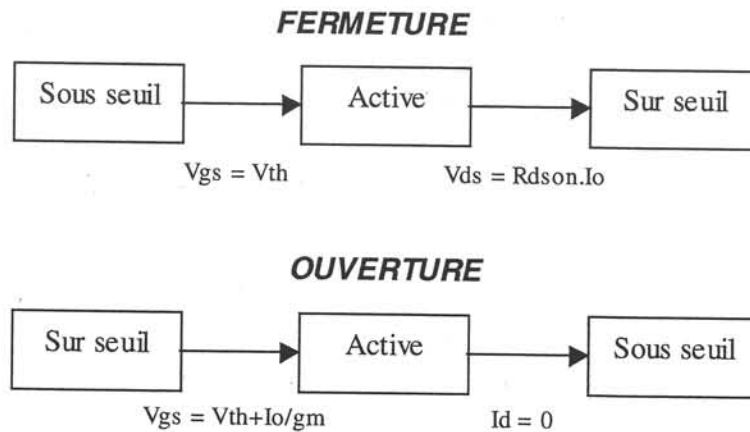 FERMETURE
Sous seuil
Active
Sur seuil
Vgs = Vth
Vds = Rdson.Io
OUVERTURE
Sur seuil
Active
Sous seuil
Vgs = Vth+Io/gm
Id = 0